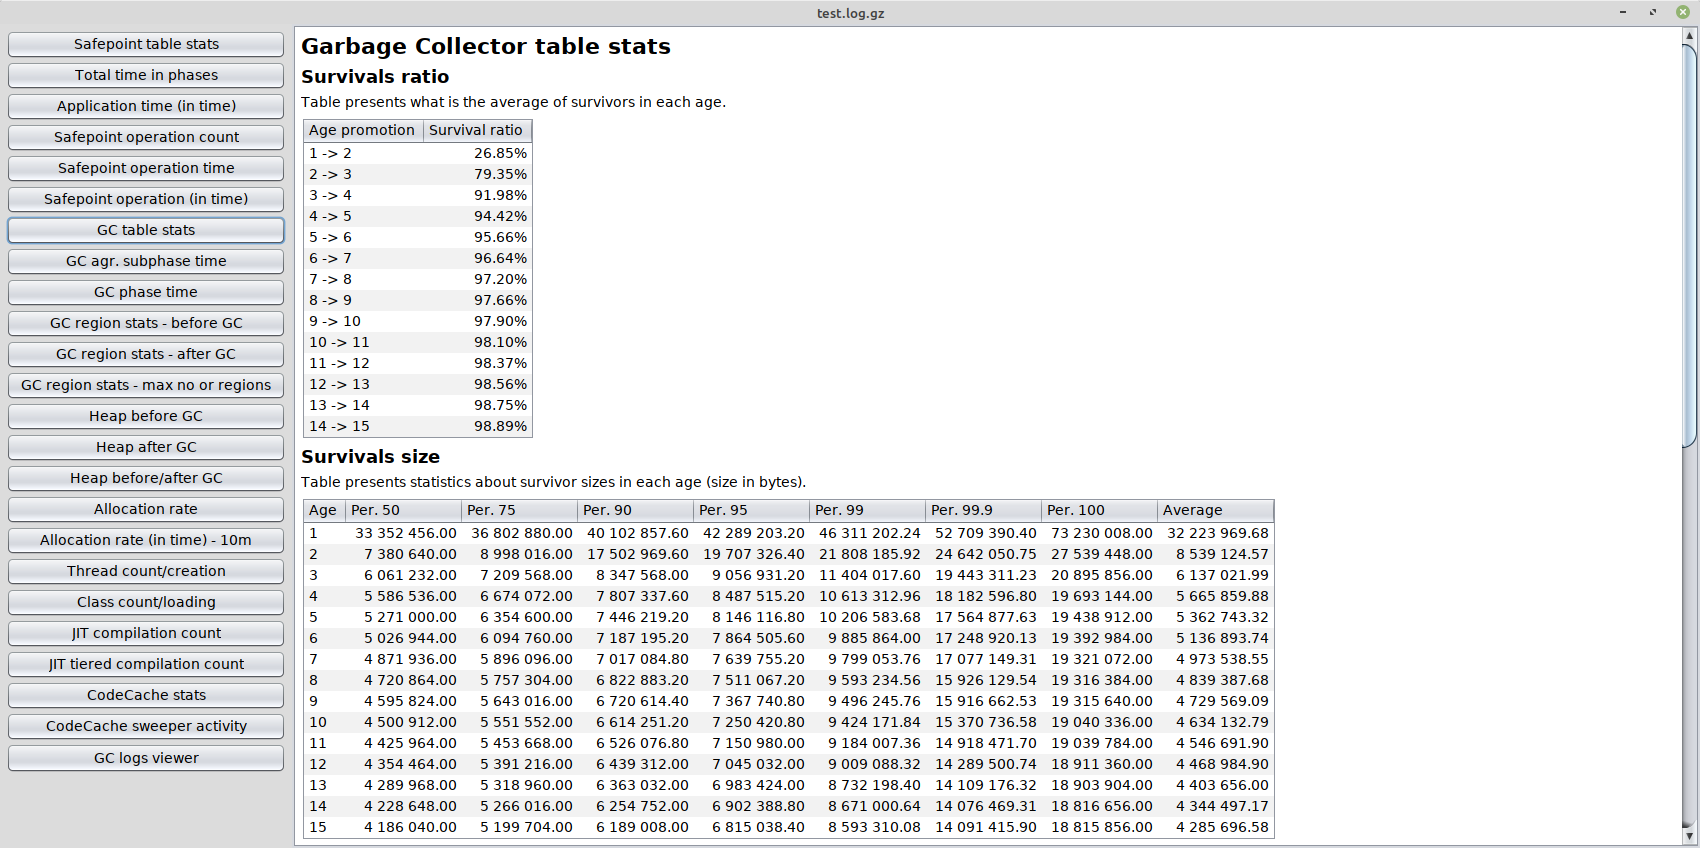 test.log.gz
Safepoint table stats
Total time in phases
Application time (in time)
Safepoint operation count
Safepoint operation time
Safepoint operation (in time)
GC table stats
GC agr. subphase time
GC phase time
GC region stats - before GC
GC region stats - after GC
GC region stats - max no or regions
Heap before GC
Heap after GC
Heap before/after GC
Allocation rate
Allocation rate (in time) - 10m
Thread count/creation
Class count/loading
JIT compilation count
JIT tiered compilation count
CodeCache stats
CodeCache sweeper activity
GC logs viewer
Garbage Collector table stats
Survivals ratio
Table presents what is the average of survivors in each age.
Age promotion Survival ratio
1 -> 2 26.85%
2 -> 3 79.35%
3 -> 4 91.98%
4 -> 5 94.42%
5 -> 6 95.66%
6 -> 7 96.64%
7 -> 8 97.20%
8 -> 9 97.66%
9 -> 10 97.90%
10 -> 11 98.10%
11 -> 12 98.37%
12 -> 13 98.56%
13 -> 14 98.75%
14 -> 15 98.89%
Survivals size
Table presents statistics about survivor sizes in each age (size in bytes).
Age Per. 50 Per. 75 Per. 90 Per. 95 Per. 99 Per. 99.9 Per. 100 Average
1 33 352 456.00 36 802 880.00 40 102 857.60 42 289 203.20 46 311 202.24 52 709 390.40 73 230 008.00 32 223 969.68
2 7 380 640.00 8 998 016.00 17 502 969.60 19 707 326.40 21 808 185.92 24 642 050.75 27 539 448.00 8 539 124.57
3 6 061 232.00 7 209 568.00 8 347 568.00 9 056 931.20 11 404 017.60 19 443 311.23 20 895 856.00 6 137 021.99
4 5 586 536.00 6 674 072.00 7 807 337.60 8 487 515.20 10 613 312.96 18 182 596.80 19 693 144.00 5 665 859.88
5 5 271 000.00 6 354 600.00 7 446 219.20 8 146 116.80 10 206 583.68 17 564 877.63 19 438 912.00 5 362 743.32
6 5 026 944.00 6 094 760.00 7 187 195.20 7 864 505.60 9 885 864.00 17 248 920.13 19 392 984.00 5 136 893.74
7 4 871 936.00 5 896 096.00 7 017 084.80 7 639 755.20 9 799 053.76 17 077 149.31 19 321 072.00 4 973 538.55
8 4 720 864.00 5 757 304.00 6 822 883.20 7 511 067.20 9 593 234.56 15 926 129.54 19 316 384.00 4 839 387.68
9 4 595 824.00 5 643 016.00 6 720 614.40 7 367 740.80 9 496 245.76 15 916 662.53 19 315 640.00 4 729 569.09
10 4 500 912.00 5 551 552.00 6 614 251.20 7 250 420.80 9 424 171.84 15 370 736.58 19 040 336.00 4 634 132.79
11 4 425 964.00 5 453 668.00 6 526 076.80 7 150 980.00 9 184 007.36 14 918 471.70 19 039 784.00 4 546 691.90
12 4 354 464.00 5 391 216.00 6 439 312.00 7 045 032.00 9 009 088.32 14 289 500.74 18 911 360.00 4 468 984.90
13 4 289 968.00 5 318 960.00 6 363 032.00 6 983 424.00 8 732 198.40 14 109 176.32 18 903 904.00 4 403 656.00
14 4 228 648.00 5 266 016.00 6 254 752.00 6 902 388.80 8 671 000.64 14 076 469.31 18 816 656.00 4 344 497.17
15 4 186 040.00 5 199 704.00 6 189 008.00 6 815 038.40 8 593 310.08 14 091 415.90 18 815 856.00 4 285 696.58